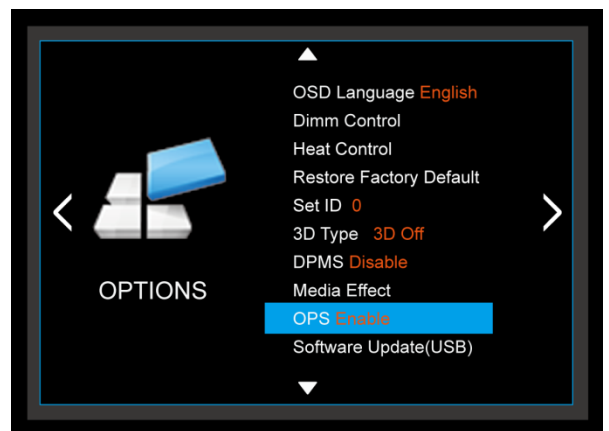 OPTIONS
OSD Language English
Dimm Control
Heat Control
Restore Factory Default
Set ID 0
3D Type 3D Off
DPMS Disable
Media Effect
OPS Enable
Software Update(USB)